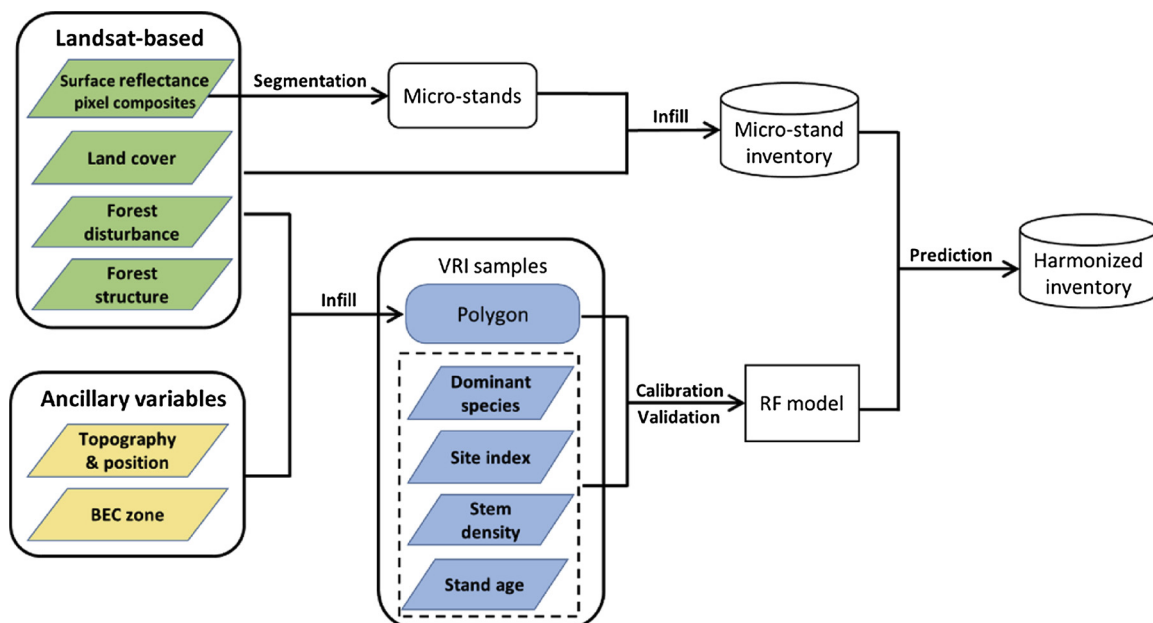 Landsat-based
Surface reflectance
pixel composites
Land cover
Forest
disturbance
Forest
structure
Ancillary variables
Topography
& position
BEC zone
Segmentation
Micro-stands
Infill
Micro-stand
inventory
Infill
VRI samples
Polygon
Dominant
species
Site index
Stem
density
Stand age
Calibration
Validation
RF model
Prediction
Harmonized
inventory